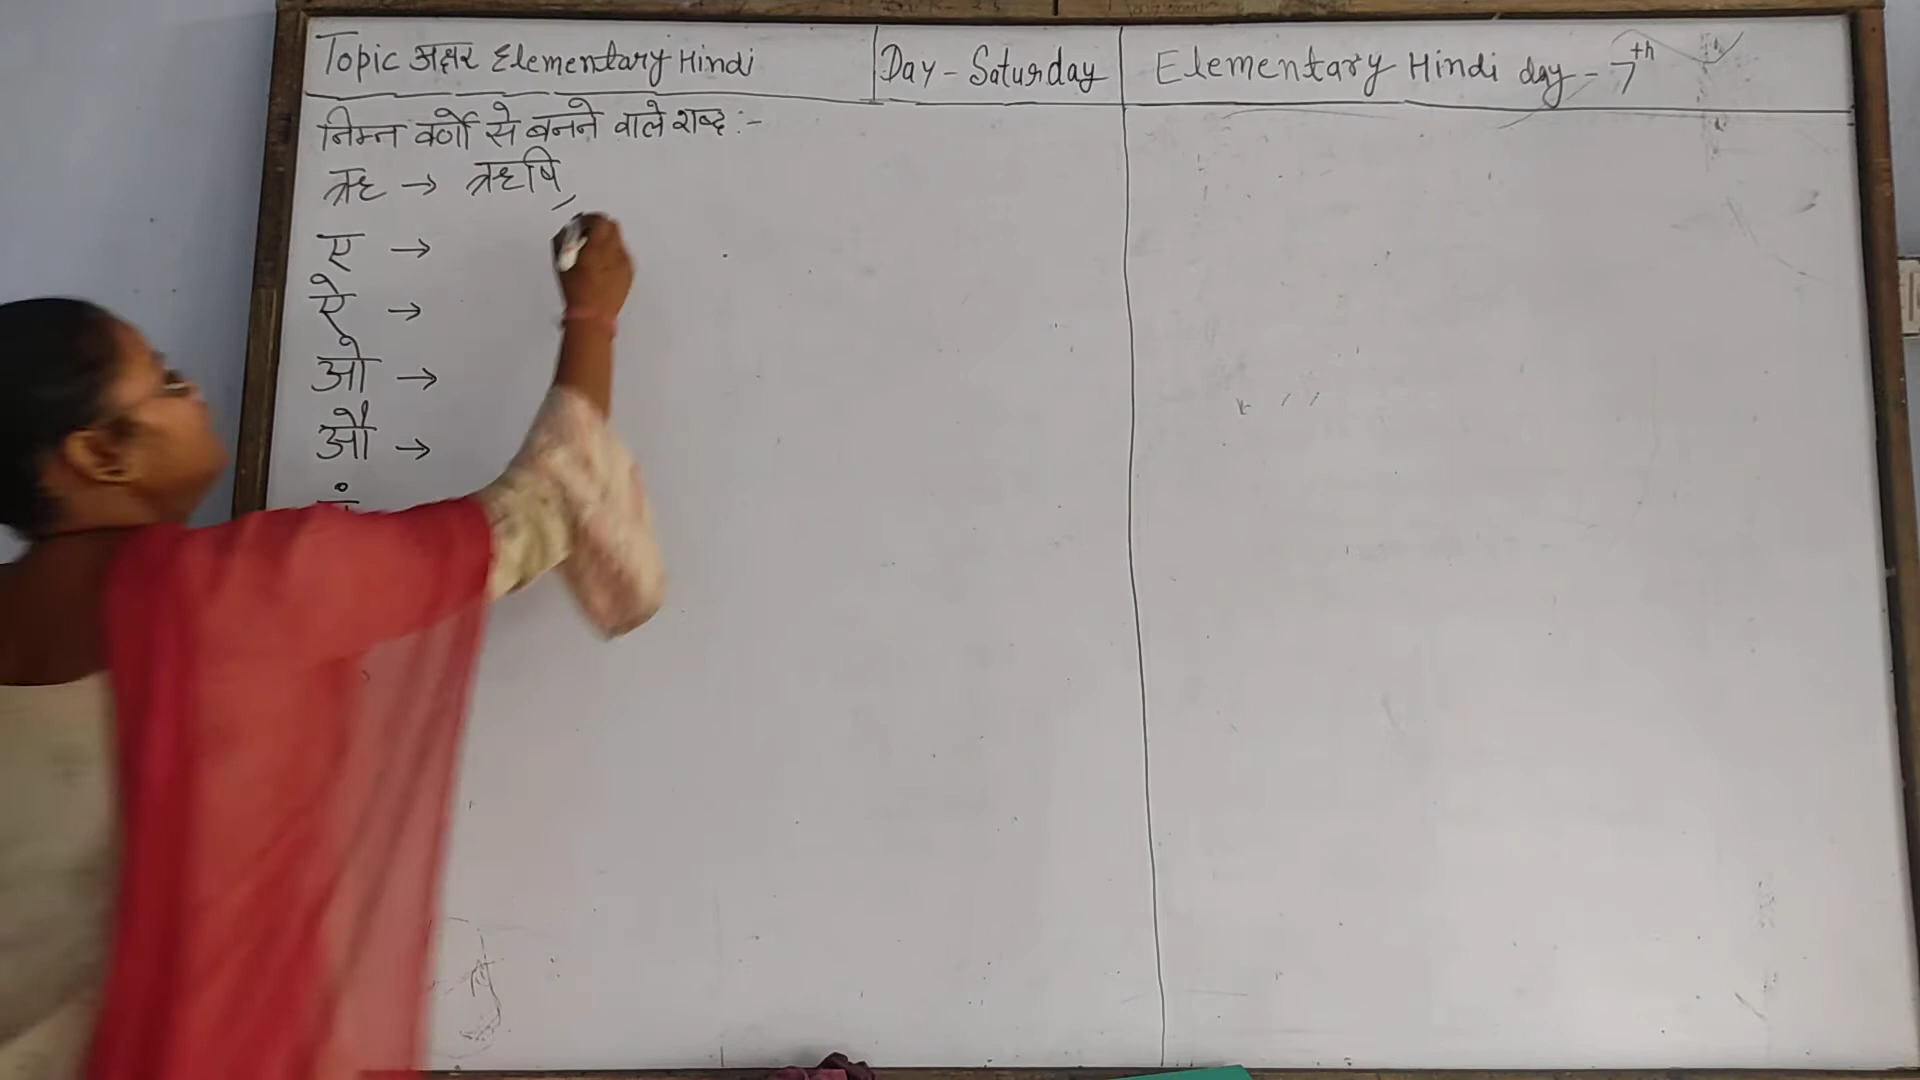 Topic अक्षर Elementary Hindi
Day - Saturday
Elementary Hindi day - 7th
निम्न वर्णो से बनने वाले शब्द :-
ऋ → ऋषि,
ए →
ऐ →
ओ →
औ →